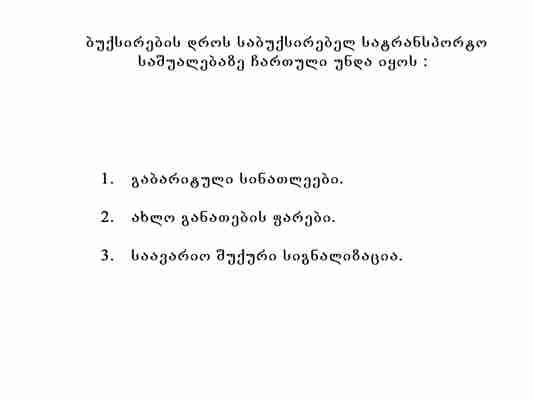 ბუქსირების დროს საბუქსირებელ სატრანსპორტო
საშუალებაზე ჩართული უნდა იყოს :
1. გაბარიტული სინათლეები.
2. ახლო განათების ფარები.
3. საავარიო შუქური სიგნალიზაცია.